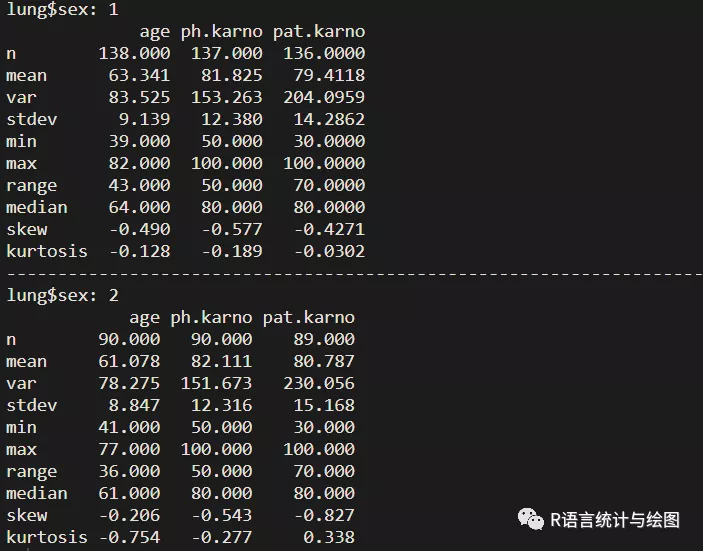 lung$sex: 1
age ph.karno pat.karno
n 138.000 137.000 136.0000
mean 63.341 81.825 79.4118
var 83.525 153.263 204.0959
stdev 9.139 12.380 14.2862
min 39.000 50.000 30.0000
max 82.000 100.000 100.0000
range 43.000 50.000 70.0000
median 64.000 80.000 80.0000
skew -0.490 -0.577 -0.4271
kurtosis -0.128 -0.189 -0.0302
--------------------------------------------------------------------
lung$sex: 2
age ph.karno pat.karno
n 90.000 90.000 89.000
mean 61.078 82.111 80.787
var 78.275 151.673 230.056
stdev 8.847 12.316 15.168
min 41.000 50.000 30.000
max 77.000 100.000 100.000
range 36.000 50.000 70.000
median 61.000 80.000 80.000
skew -0.206 -0.543 -0.827
kurtosis -0.754 -0.277 0.338
R语言统计与绘图